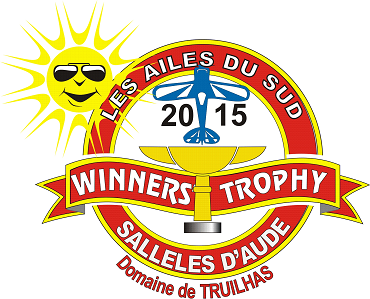 LES AILES DU SUD
2015
WINNERS TROPHY
SALLELES D'AUDE
Domaine de TRUILHAS